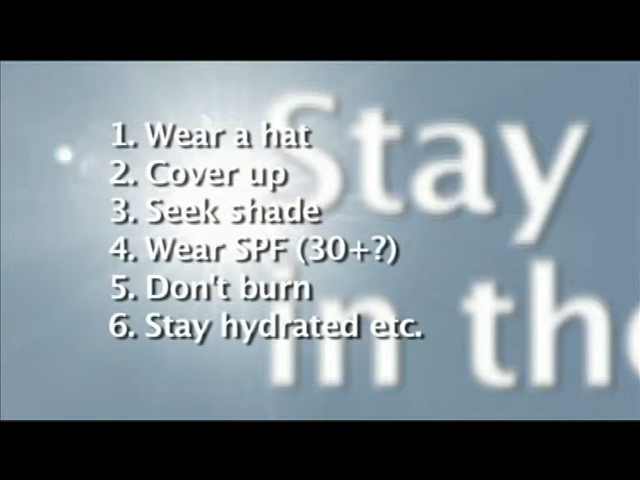 1. Wear a hat
2. Cover up
3. Seek shade
4. Wear SPF (30+?)
5. Don't burn
6. Stay hydrated etc.
Stay
in the